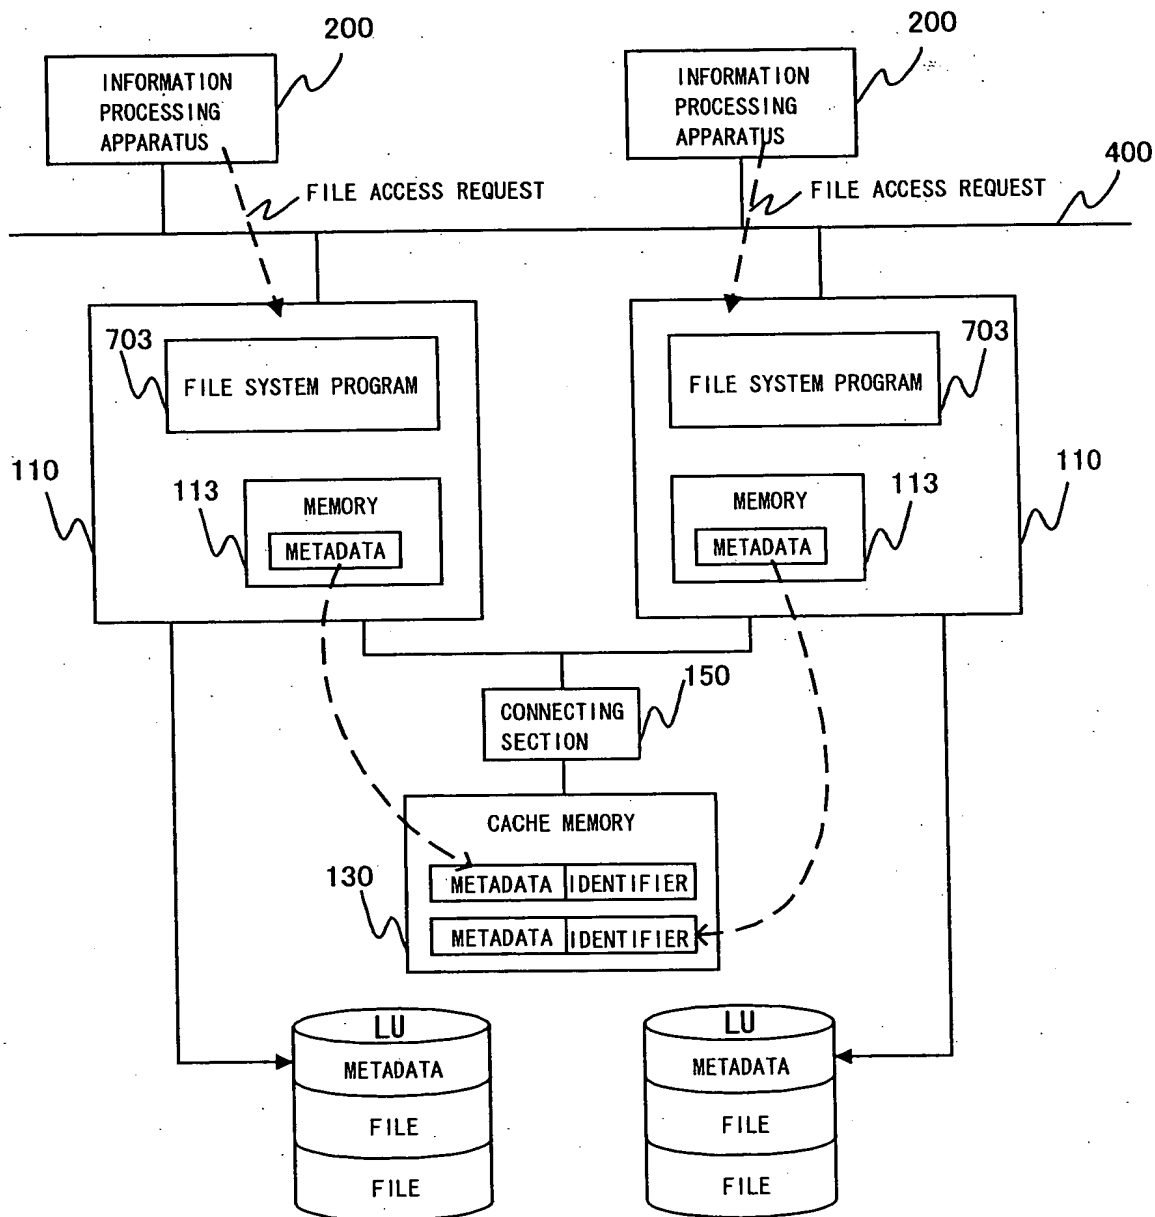 200
200
INFORMATION
PROCESSING
APPARATUS
INFORMATION
PROCESSING
APPARATUS
400
FILE ACCESS REQUEST
FILE ACCESS REQUEST
703
FILE SYSTEM PROGRAM
703
FILE SYSTEM PROGRAM
110
113
MEMORY
METADATA
MEMORY
METADATA
113
110
150
CONNECTING
SECTION
CACHE MEMORY
130
METADATA IDENTIFIER
METADATA IDENTIFIER
LU
METADATA
FILE
FILE
LU
METADATA
FILE
FILE